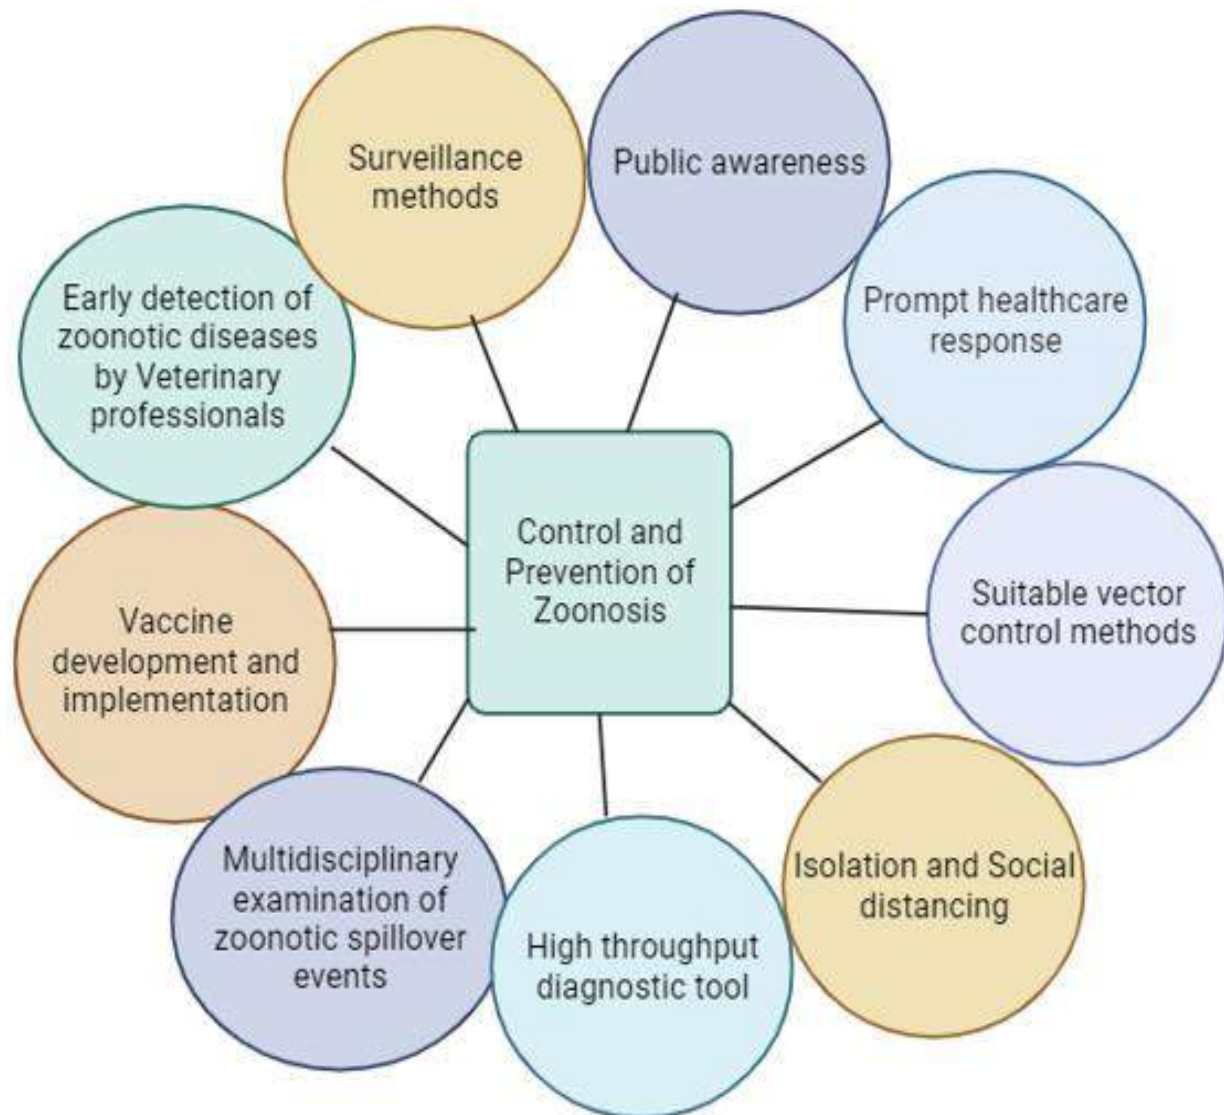 Surveillance
methods
Public awareness
Prompt healthcare
response
Suitable vector
control methods
Isolation and Social
distancing
High throughput
diagnostic tool
Multidisciplinary
examination of
zoonotic spillover
events
Vaccine
development and
implementation
Early detection of
zoonotic diseases
by Veterinary
professionals
Control and
Prevention of
Zoonosis